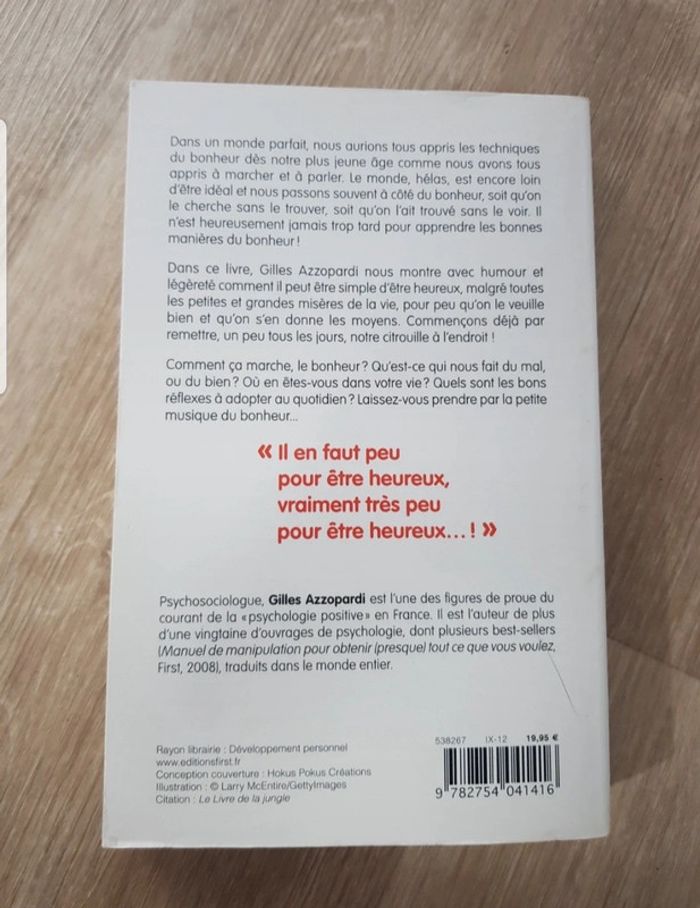 Dans un monde parfait, nous aurions tous appris les techniques
du bonheur dès notre plus jeune âge comme nous avons tous
appris à marcher et à parler. Le monde, hélas, est encore loin
d'être idéal et nous passons souvent à côté du bonheur, soit qu'on
le cherche sans le trouver, soit qu'on l'ait trouvé sans le voir. Il
n'est heureusement jamais trop tard pour apprendre les bonnes
manières du bonheur !
Dans ce livre, Gilles Azzopardi nous montre avec humour et
légèreté comment il peut être simple d'être heureux, malgré toutes
les petites et grandes misères de la vie, pour peu qu'on le veuille
bien et qu'on s'en donne les moyens. Commençons déjà par
remettre, un peu tous les jours, notre citrouille à l'endroit !
Comment ça marche, le bonheur ? Qu'est-ce qui nous fait du mal,
ou du bien ? Où en êtes-vous dans votre vie ? Quels sont les bons
réflexes à adopter au quotidien ? Laissez-vous prendre par la petite
musique du bonheur...
« Il en faut peu
pour être heureux,
vraiment très peu
pour être heureux... ! »
Psychosociologue, Gilles Azzopardi est l'une des figures de proue du
courant de la « psychologie positive » en France. Il est l'auteur de plus
d'une vingtaine d'ouvrages de psychologie, dont plusieurs best-sellers
(Manuel de manipulation pour obtenir (presque) tout ce que vous voulez,
First, 2008), traduits dans le monde entier.
538267 IX-12 19,95 €
Rayon librairie : Développement personnel
www.editionsfirst.fr
Conception couverture : Hokus Pokus Créations
Illustration : © Larry McEntire/GettyImages
Citation : Le Livre de la jungle
9 782754 041416